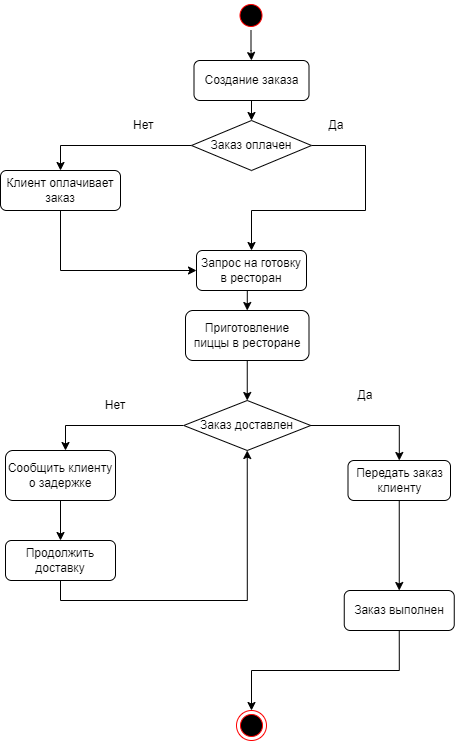 Создание заказа
Нет
Да
Заказ оплачен
Клиент оплачивает
заказ
Запрос на готовку
в ресторан
Приготовление
пиццы в ресторане
Нет
Да
Заказ доставлен
Сообщить клиенту
о задержке
Передать заказ
клиенту
Продолжить
доставку
Заказ выполнен